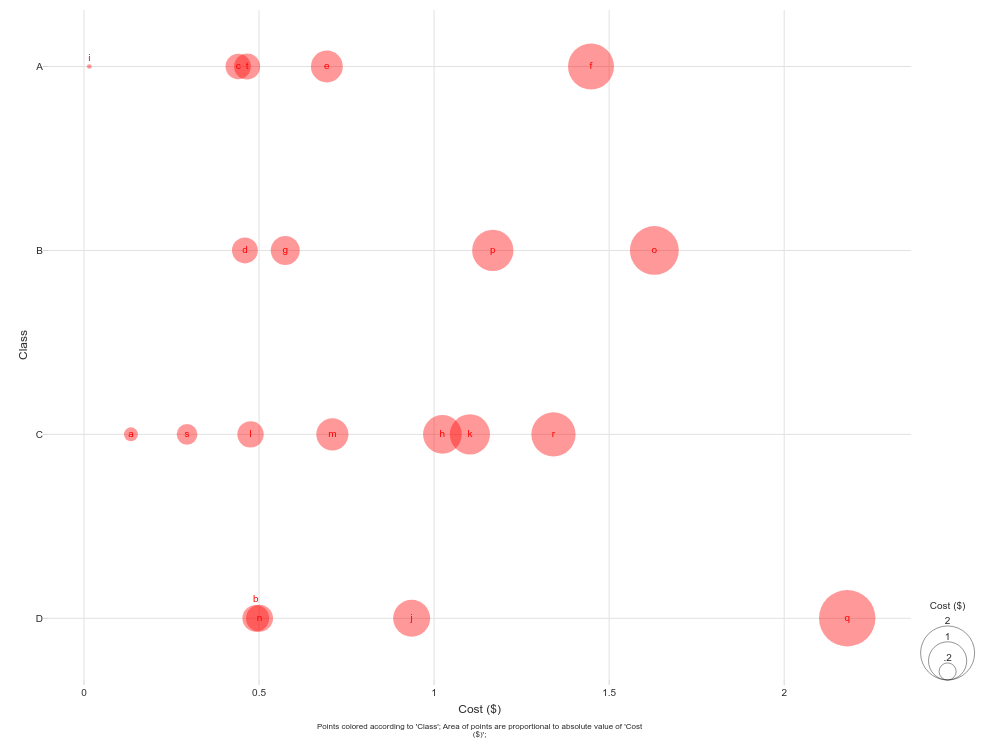 i
A
c
t
e
f
B
d
g
p
o
Class
C
a
s
l
m
h
k
r
b
D
n
j
q
Cost ($)
2
1
.2
0
0.5
1
1.5
2
Cost ($)
Points colored according to 'Class'; Area of points are proportional to absolute value of 'Cost
($)';